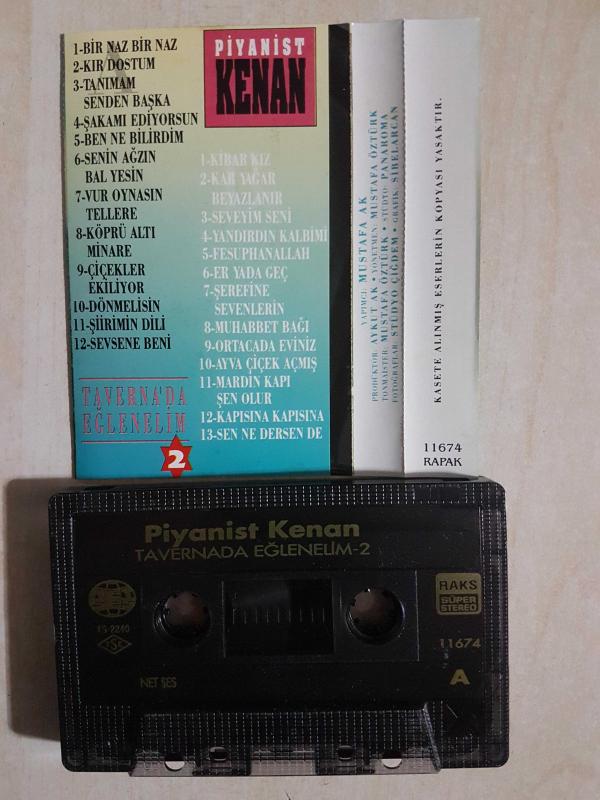 1-BİR NAZ BİR NAZ
2-KIR DOSTUM
3-TANIMAM
SENDEN BAŞKA
4-ŞAKAMI EDİYORSUN
5-BEN NE BİLİRDİM
6-SENİN AĞZIN
BAL YESİN
7-VUR OYNASIN
TELLERE
8-KÖPRÜ ALTI
MİNARE
9-ÇİÇEKLER
EKİLİYOR
10-DÖNMELİSİN
11-ŞİİRİMİN DİLİ
12-SEVSENE BENİ
TAVERNA'DA
EĞLENELİM
2
PİYANİST
KENAN
1-KİBAR KIZ
2-KAR YAĞAR
BEYAZLANIR
3-SEVEYİM SENİ
4-YANDIRDIN KALBİMİ
5-FESUPHANALLAH
6-ER YADA GEÇ
7-ŞEREFİNE
SEVENLERİN
8-MUHABBET BAĞI
9-ORTACADA EVİNİZ
10-AYVA ÇİÇEK AÇMIŞ
11-MARDİN KAPI
ŞEN OLUR
12-KAPISINA KAPISINA
13-SEN NE DERSEN DE
YAPIMCI: MUSTAFA AK
PRODÜKTÖR: AYKUT AK • YÖNETMEN: MUSTAFA ÖZTÜRK
TONMAİSTER: MUSTAFA ÖZTÜRK • STÜDYO: PANAROMA
FOTOĞRAFLAR: STÜDYO ÇİĞDEM • GRAFİK: SİBELARCAN
KASETE ALINMIŞ ESERLERİN KOPYASI YASAKTIR.
11674
RAPAK
Piyanist Kenan
TAVERNADA EĞLENELİM-2
RAKS
SÜPER
STEREO
TS-2240
TSE
11674
NET SES
A